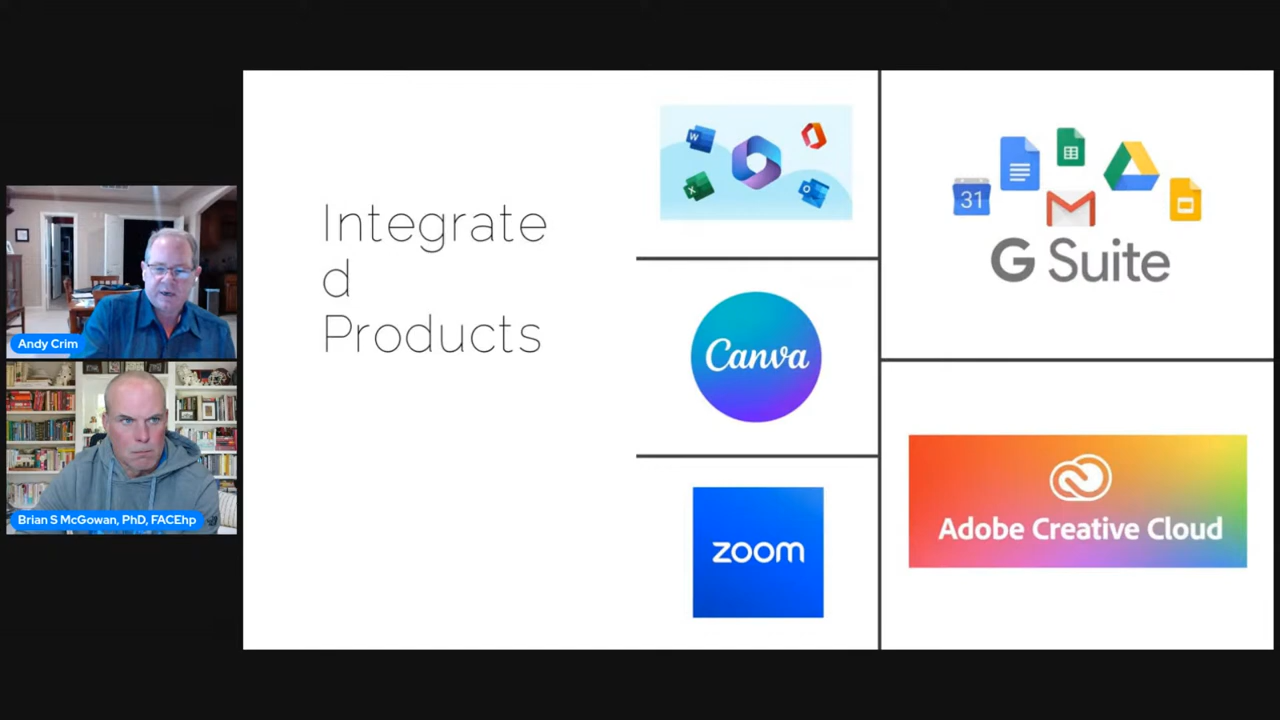 Andy Crim
Brian S McGowan, PhD, FACEhp
Integrate
d
Products
W
X
O
Canva
zoom
31
G Suite
Adobe Creative Cloud